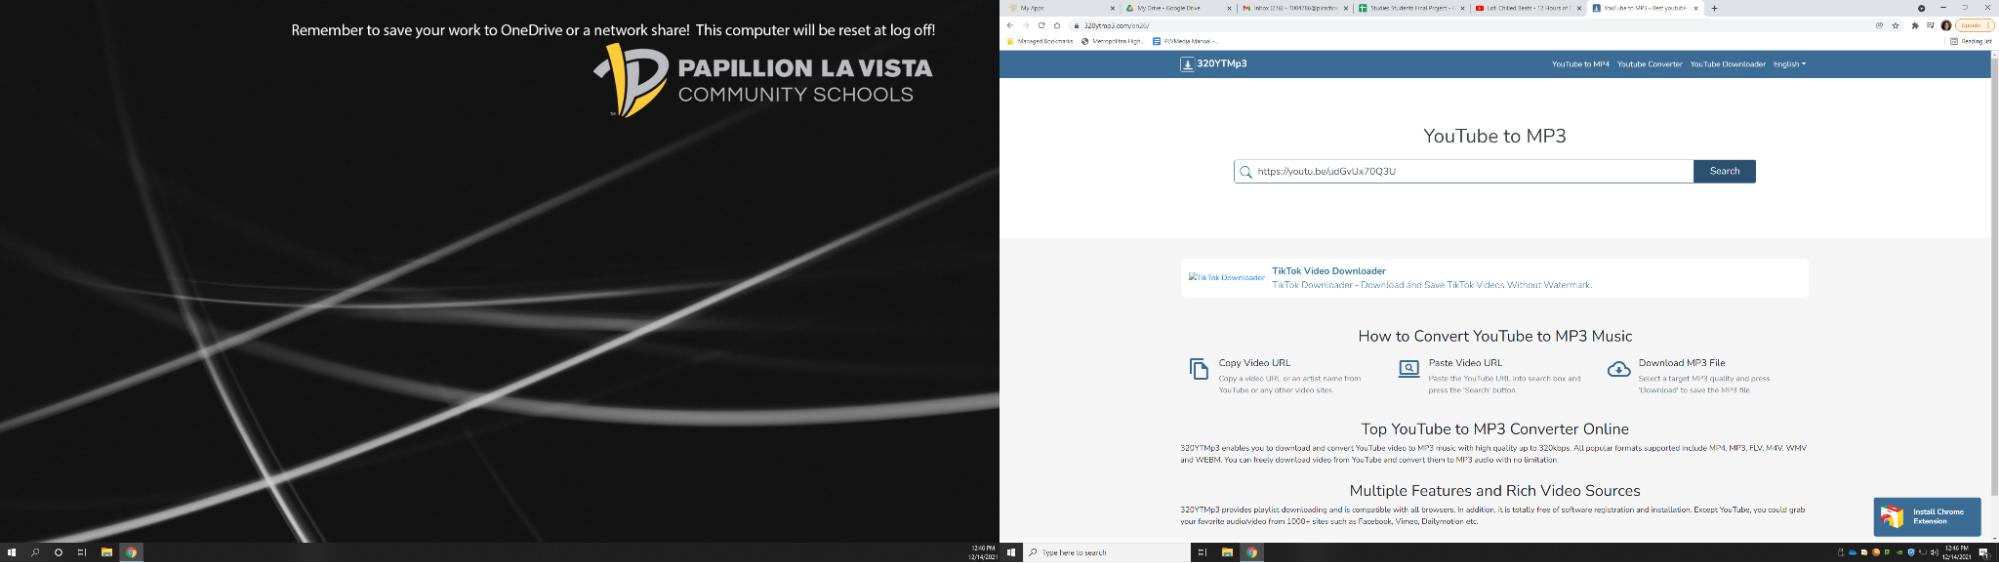 Remember to save your work to OneDrive or a network share!  This computer will be reset at log off!
PAPILLION LA VISTA
COMMUNITY SCHOOLS
12:46 PM
12/14/2021
My Apps
My Drive - Google Drive
Studies Students Final Project -
Lofi Chilled Beats - 12 Hours of
YouTube to MP3 - Best youtube
320ytmp3.com/en26/
Update
Managed Bookmarks
Metropolitan High...
PLVMedia Manual -...
Reading list
320YTMp3
YouTube to MP4
Youtube Converter
YouTube Downloader
English
YouTube to MP3
https://youtu.be/udGvUx70Q3U
Search
TikTok Downloader
TikTok Video Downloader
TikTok Downloader - Download and Save TikTok Videos Without Watermark.
How to Convert YouTube to MP3 Music
Copy Video URL
Copy a video URL or an artist name from
YouTube or any other video sites.
Paste Video URL
Paste the YouTube URL into search box and
press the 'Search' button.
Download MP3 File
Select a target MP3 quality and press
'Download' to save the MP3 file.
Top YouTube to MP3 Converter Online
320YTMp3 enables you to download and convert YouTube video to MP3 music with high quality up to 320kbps. All popular formats supported include MP4, MP3, FLV, M4V, WMV
and WEBM. You can freely download video from YouTube and convert them to MP3 audio with no limitation.
Multiple Features and Rich Video Sources
320YTMp3 provides playlist downloading and is compatible with all browsers. In addition, it is totally free of software registration and installation. Except YouTube, you could grab
your favorite audio/video from 1000+ sites such as Facebook, Vimeo, Dailymotion etc.
Install Chrome
Extension
Type here to search
12:46 PM
12/14/2021